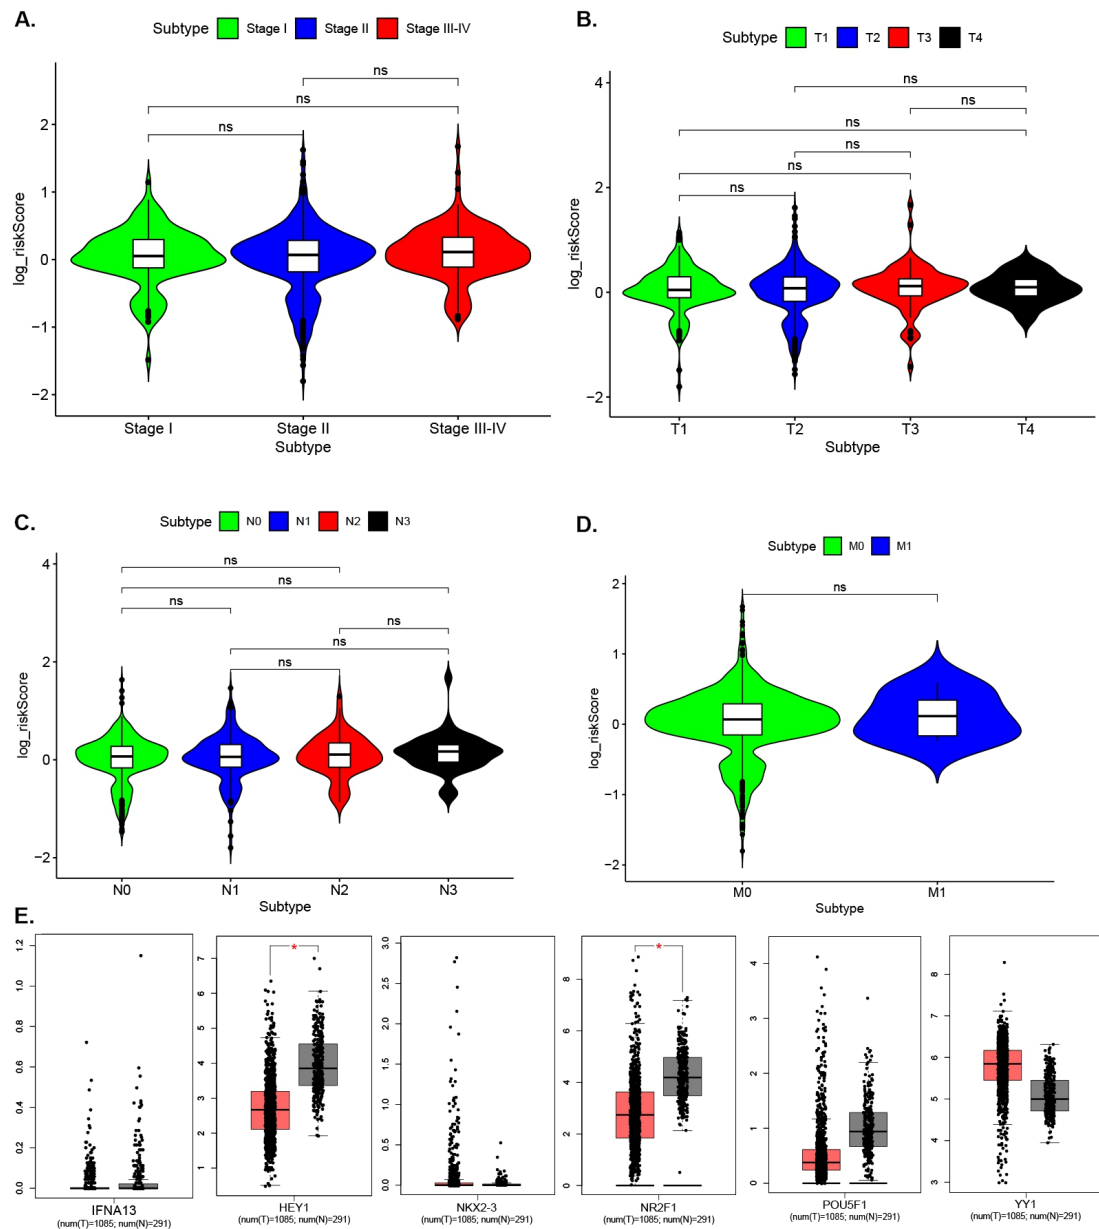 A.
Subtype Stage I Stage II Stage III-IV
log_riskScore
2
1
0
−1
−2
ns
ns
ns
Stage I Stage II Stage III-IV
Subtype
B.
Subtype T1 T2 T3 T4
log_riskScore
4
2
0
−2
ns
ns
ns
ns
ns
ns
T1 T2 T3 T4
Subtype
C.
Subtype N0 N1 N2 N3
log_riskScore
4
2
0
−2
ns
ns
ns
ns
ns
ns
N0 N1 N2 N3
Subtype
D.
Subtype M0 M1
log_riskScore
2
1
0
−1
−2
ns
M0 M1
Subtype
E.
1.2
1.0
0.8
0.6
0.4
0.2
0.0
IFNA13
(num(T)=1085; num(N)=291)
7
6
5
4
3
2
1
*
HEY1
(num(T)=1085; num(N)=291)
3.0
2.5
2.0
1.5
1.0
0.5
0.0
NKX2-3
(num(T)=1085; num(N)=291)
8
6
4
2
0
*
NR2F1
(num(T)=1085; num(N)=291)
4
3
2
1
0
POU5F1
(num(T)=1085; num(N)=291)
8
7
6
5
4
3
YY1
(num(T)=1085; num(N)=291)